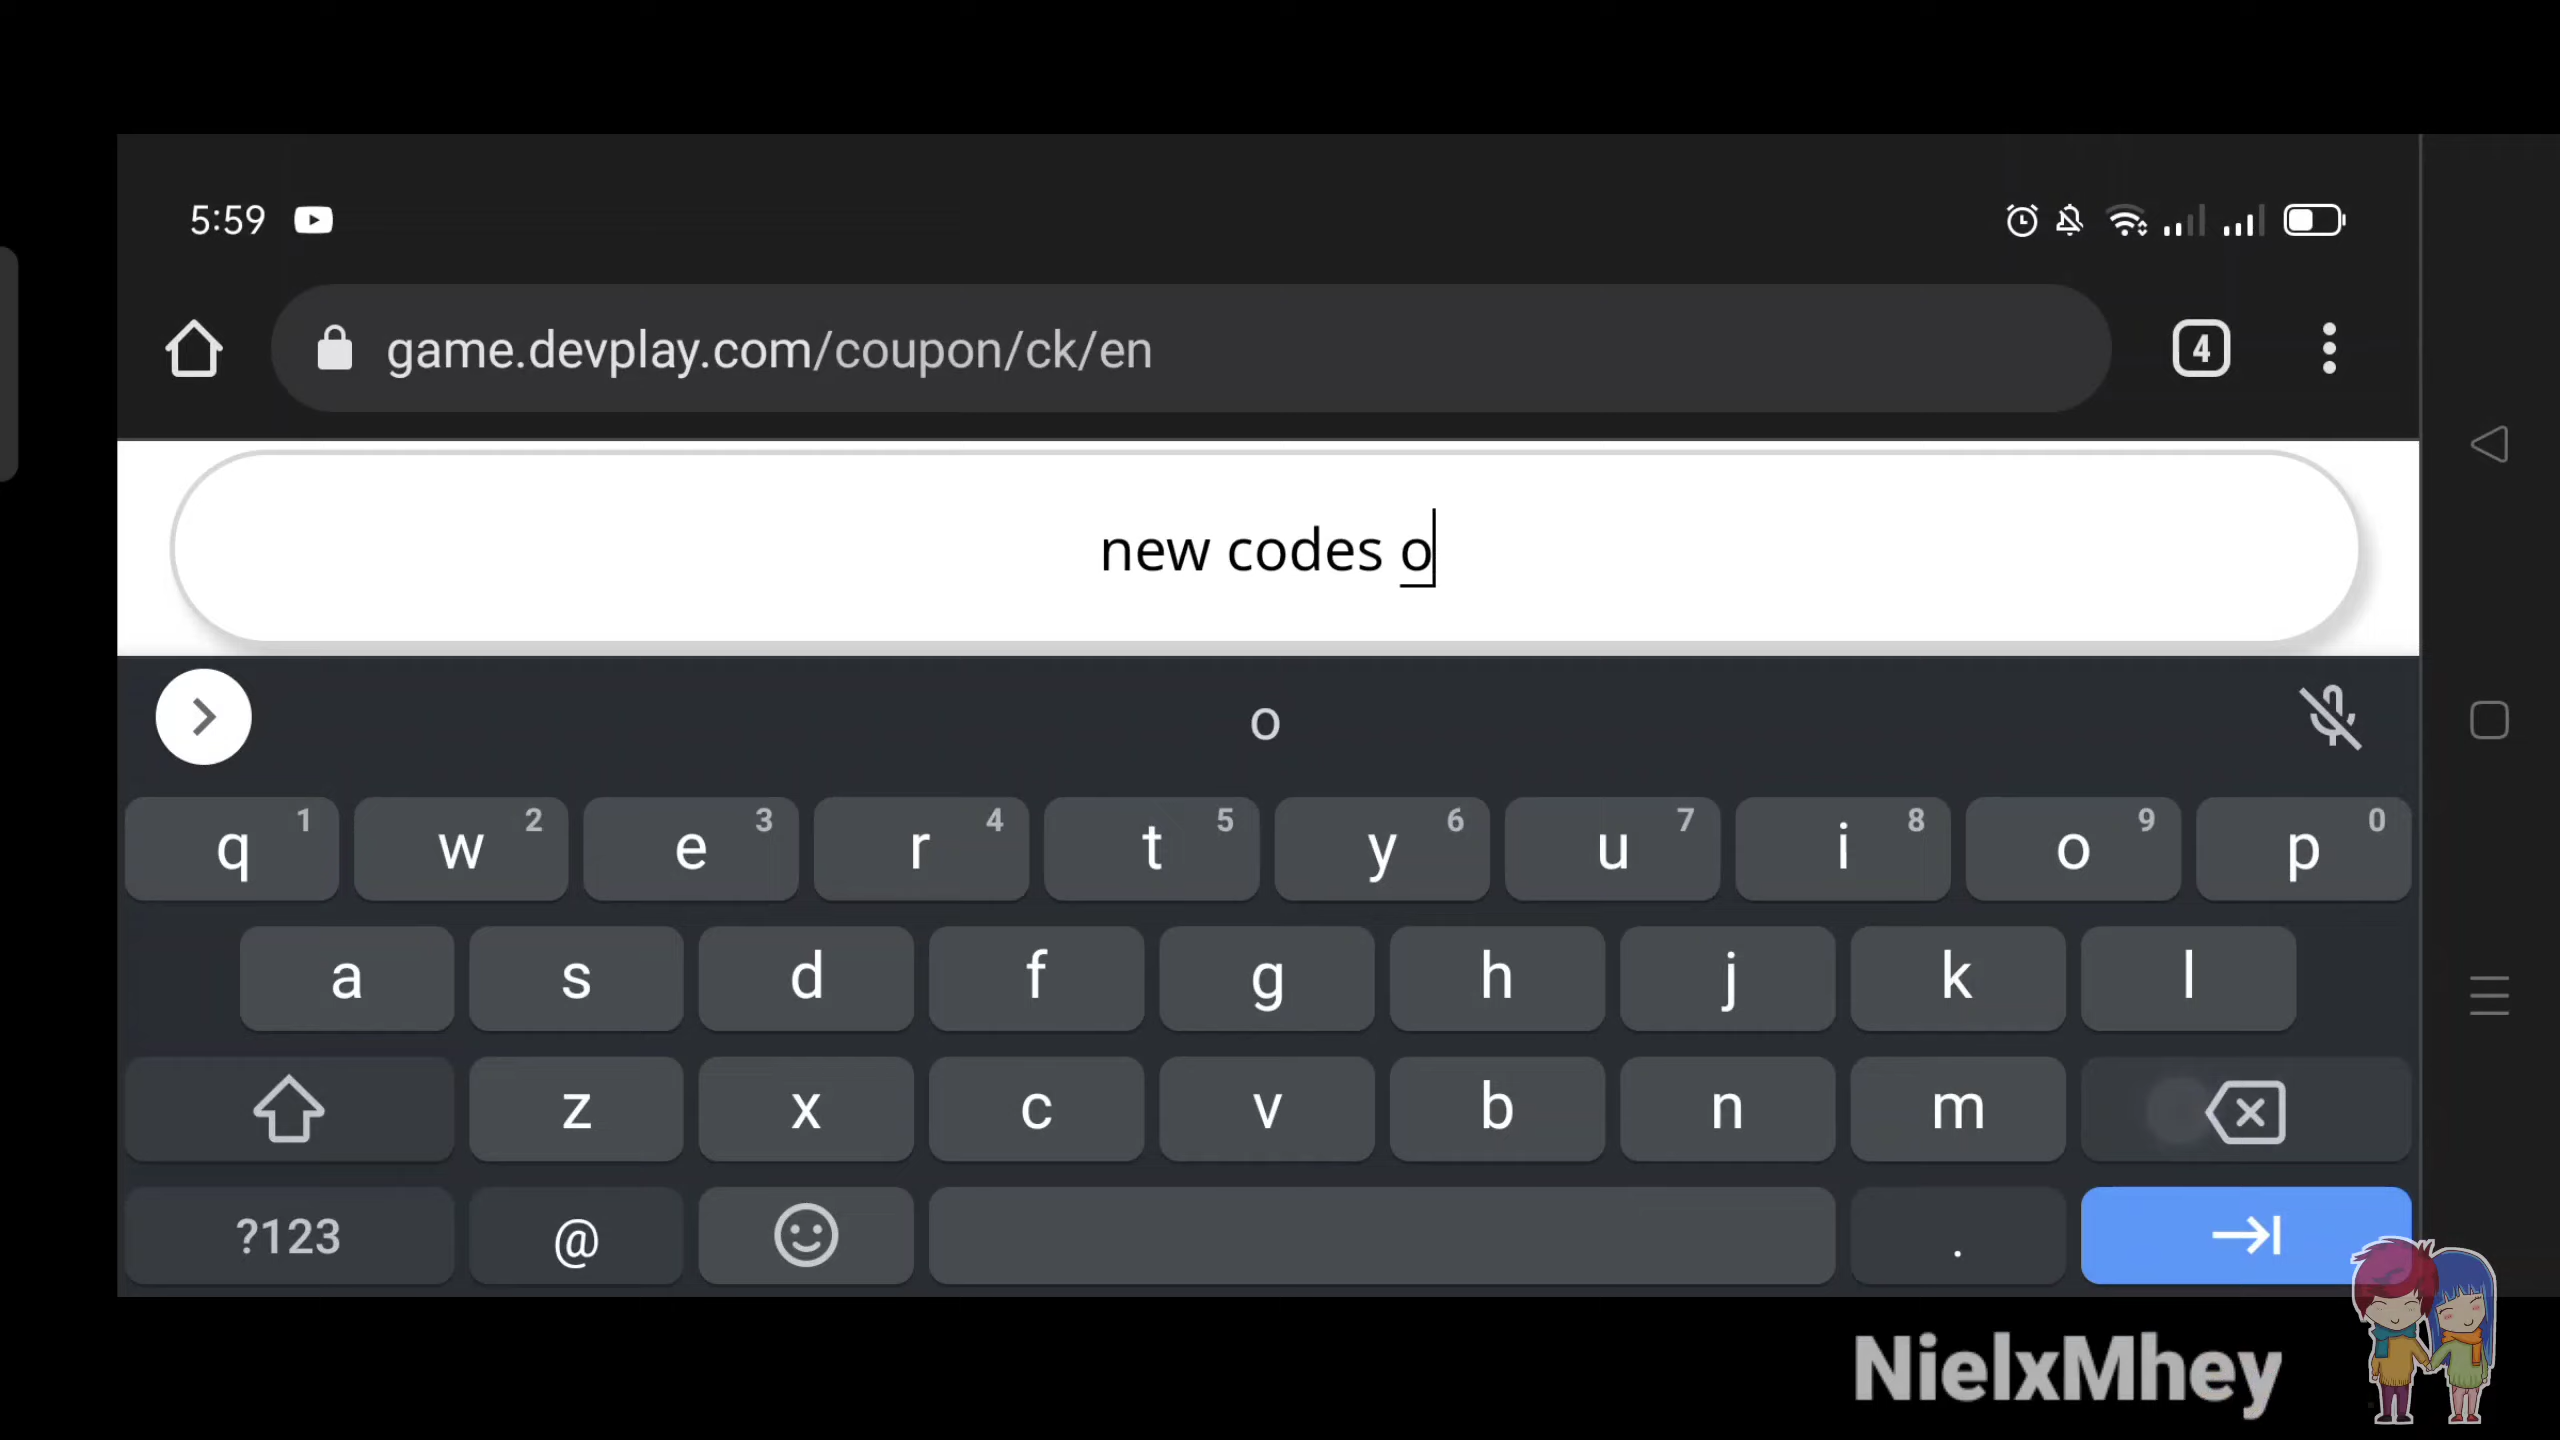 5:59
game.devplay.com/coupon/ck/en
4
new codes o
o
q 1 w 2 e 3 r 4 t 5 y 6 u 7 i 8 o 9 p 0
a s d f g h j k l
z x c v b n m
?123 @ .
NielxMhey